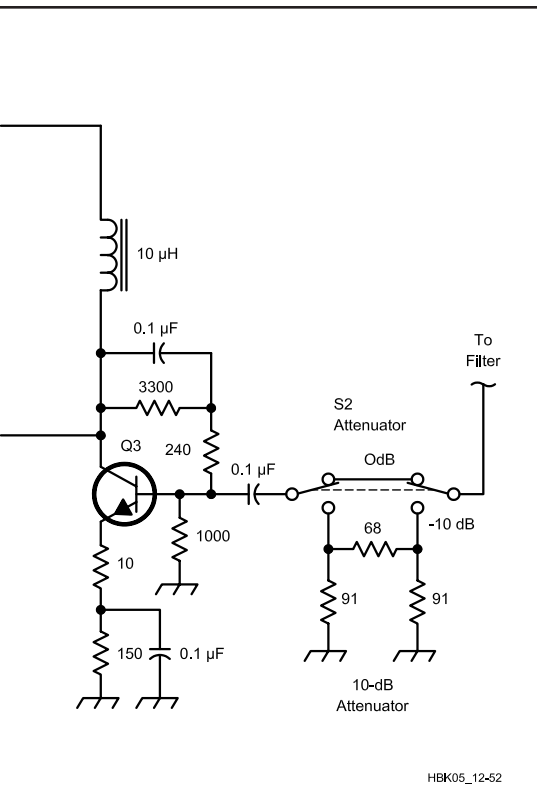 10 µH
0.1 µF
To
Filter
3300
S2
Attenuator
Q3
240
0.1 µF
OdB
-10 dB
68
1000
10
91
91
150
0.1 µF
10-dB
Attenuator
HBK05_12-52